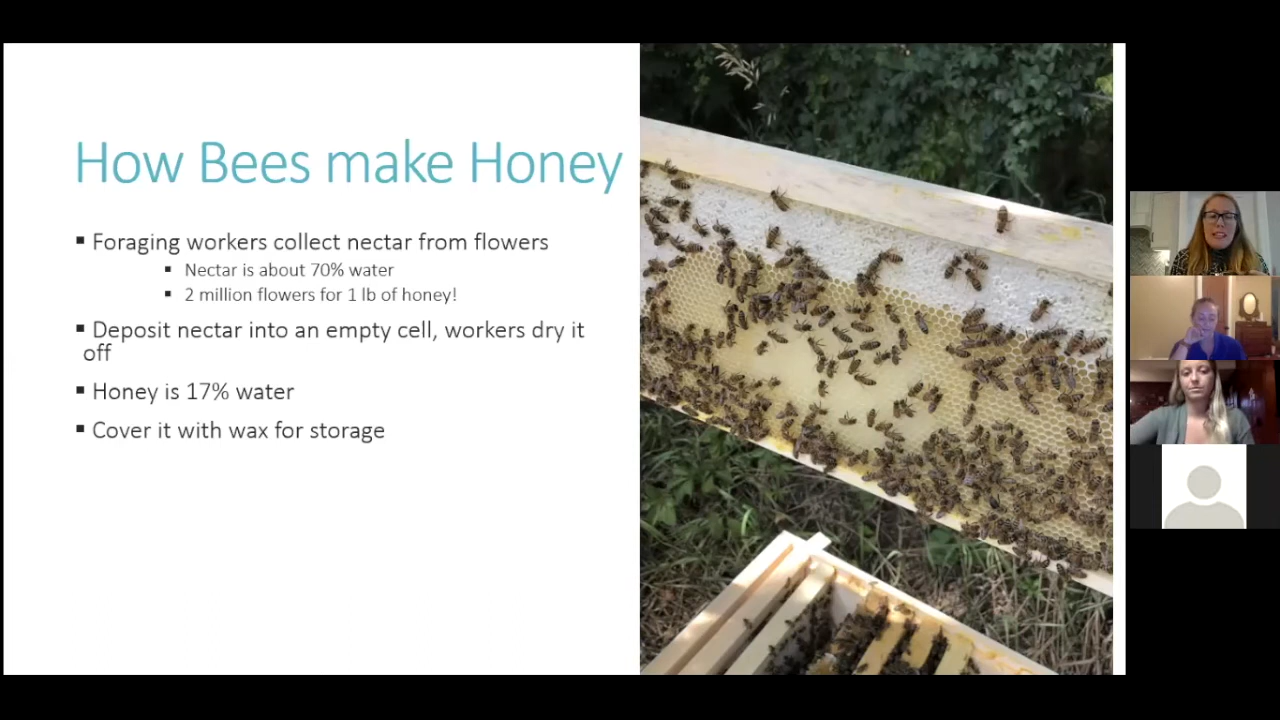 How Bees make Honey
▪ Foraging workers collect nectar from flowers
▪ Nectar is about 70% water
▪ 2 million flowers for 1 lb of honey!
▪ Deposit nectar into an empty cell, workers dry it
off
▪ Honey is 17% water
▪ Cover it with wax for storage